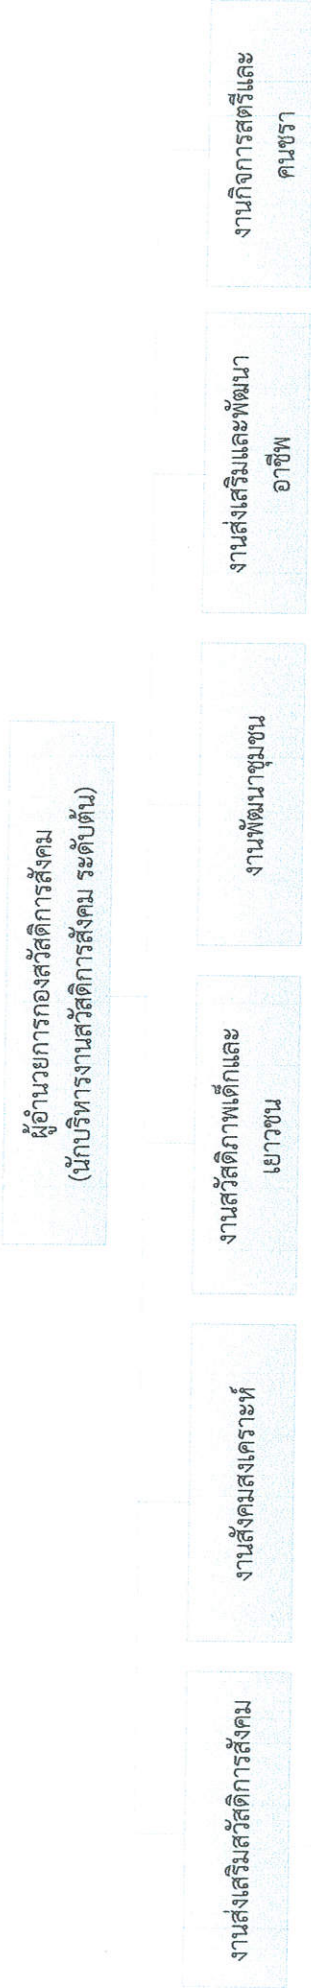 ผู้อำนวยการกองสวัสดิการสังคม
(นักบริหารงานสวัสดิการสังคม ระดับต้น)
งานส่งเสริมสวัสดิการสังคม
งานสังคมสงเคราะห์
งานสวัสดิภาพเด็กและ
เยาวชน
งานพัฒนาชุมชน
งานส่งเสริมและพัฒนา
อาชีพ
งานกิจการสตรีและ
คนชรา